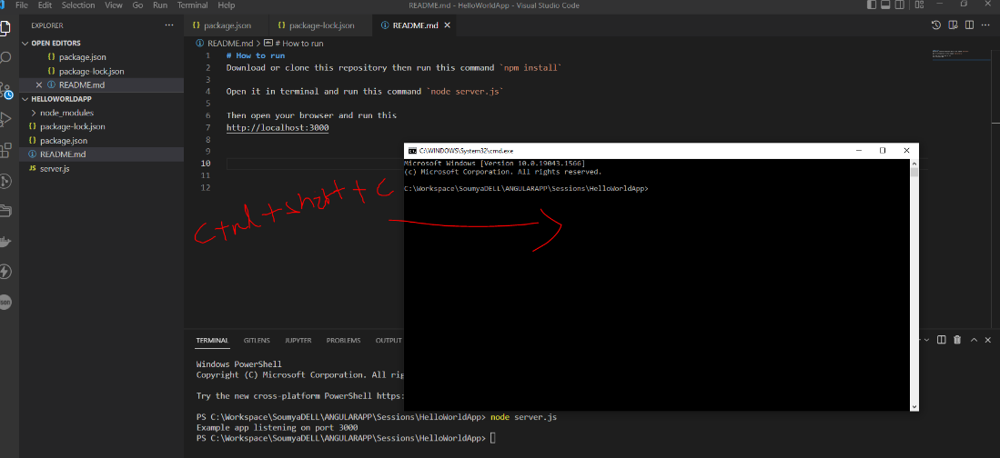 File Edit Selection View Go Run Terminal Help
README.md - HelloWorldApp - Visual Studio Code
EXPLORER
OPEN EDITORS
package.json
package-lock.json
README.md
HELLOWORLDAPP
node_modules
package-lock.json
package.json
README.md
JS server.js
package.json package-lock.json README.md
README.md > # How to run
1 # How to run
2 Download or clone this repository then run this command `npm install`
3
4 Open it in terminal and run this command `node server.js`
5
6 Then open your browser and run this
7 http://localhost:3000
8
9
10
11
12
C:\WINDOWS\System32\cmd.exe
Microsoft Windows [Version 10.0.19043.1566]
(c) Microsoft Corporation. All rights reserved.
C:\Workspace\SoumyaDELL\ANGULARAPP\Sessions\HelloWorldApp>
TERMINAL GITLENS JUPYTER PROBLEMS OUTPUT
Windows PowerShell
Copyright (C) Microsoft Corporation. All rig
Try the new cross-platform PowerShell https:
PS C:\Workspace\SoumyaDELL\ANGULARAPP\Sessions\HelloWorldApp> node server.js
Example app listening on port 3000
PS C:\Workspace\SoumyaDELL\ANGULARAPP\Sessions\HelloWorldApp>